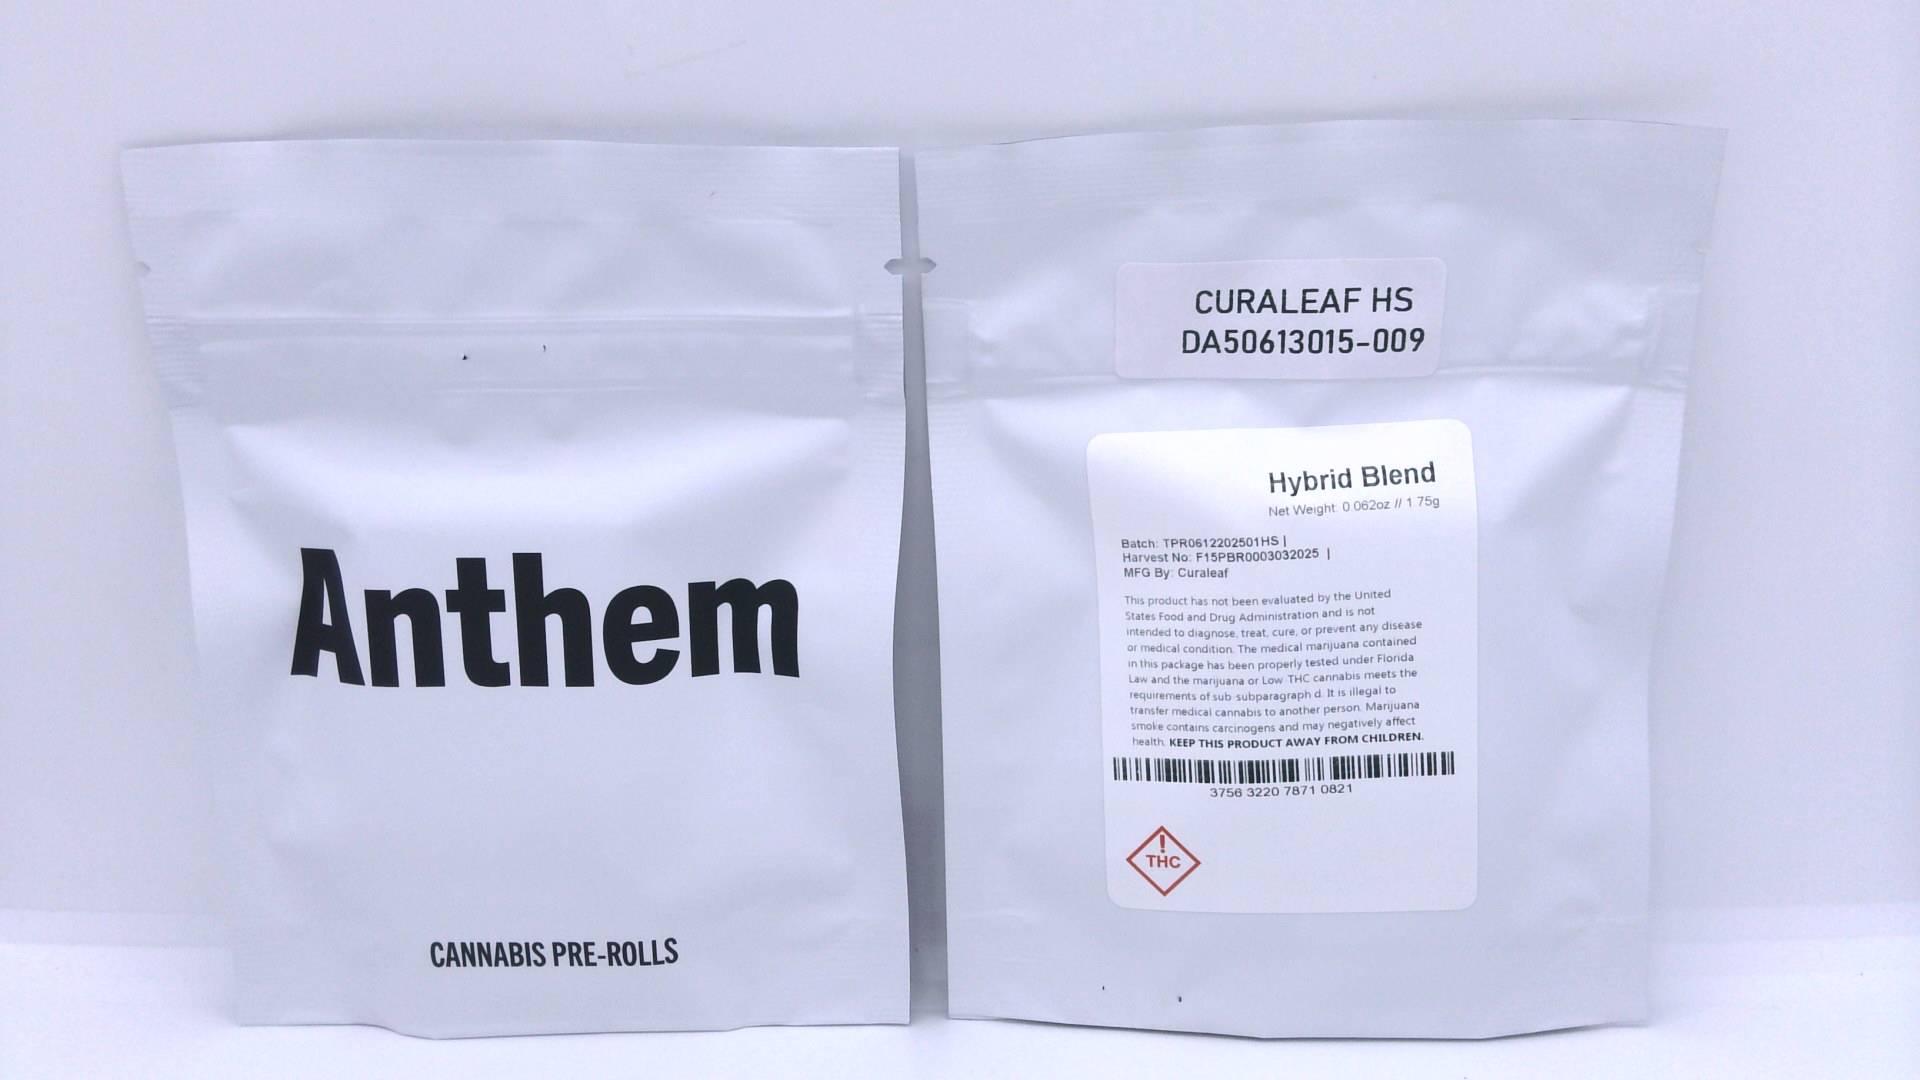 Anthem
CANNABIS PRE-ROLLS
CURALEAF HS
DA50613015-009
Hybrid Blend
Net Weight: 0.062oz // 1.75g
Batch: TPR0612202501HS |
Harvest No: F15PBR0003032025 |
MFG By: Curaleaf
This product has not been evaluated by the United
States Food and Drug Administration and is not
intended to diagnose, treat, cure, or prevent any disease
or medical condition. The medical marijuana contained
in this package has been properly tested under Florida
Law and the marijuana or Low-THC cannabis meets the
requirements of sub-subparagraph d. It is illegal to
transfer medical cannabis to another person. Marijuana
smoke contains carcinogens and may negatively affect
health. KEEP THIS PRODUCT AWAY FROM CHILDREN.
3756 3220 7871 0821
!
THC